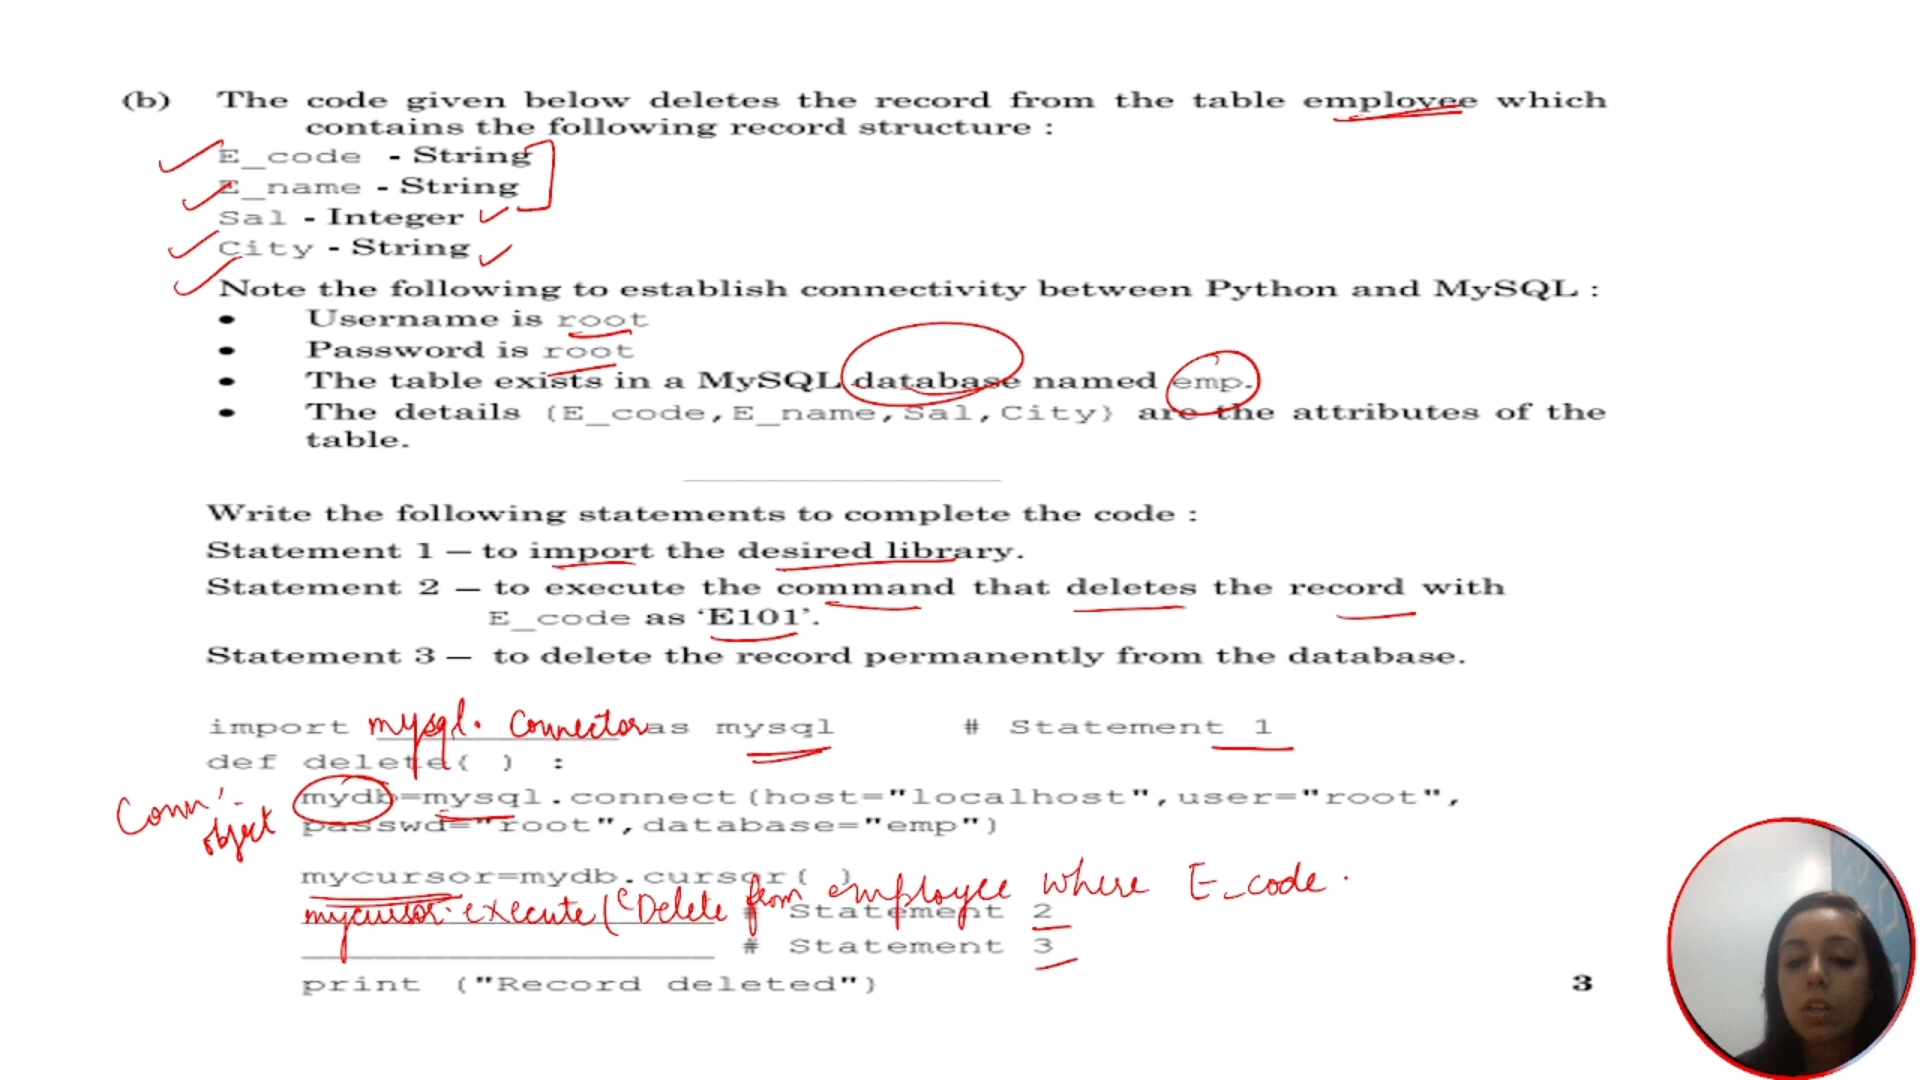 (b) The code given below deletes the record from the table employee which
contains the following record structure :
E_code - String
E_name - String
Sal - Integer
City - String
Note the following to establish connectivity between Python and MySQL :
• Username is root
• Password is root
• The table exists in a MySQL database named emp.
• The details (E_code,E_name,Sal,City) are the attributes of the
table.
Write the following statements to complete the code :
Statement 1 – to import the desired library.
Statement 2 – to execute the command that deletes the record with
E_code as 'E101'.
Statement 3 – to delete the record permanently from the database.
import mysql. Connector as mysql # Statement 1
def delete( ) :
mydb=mysql.connect(host="localhost",user="root",
Conn' object
passwd="root",database="emp")
mycursor=mydb.cursor( )
mycursor.execute("Delete from employee where E_code.
# Statement 2
# Statement 3
print ("Record deleted") 3